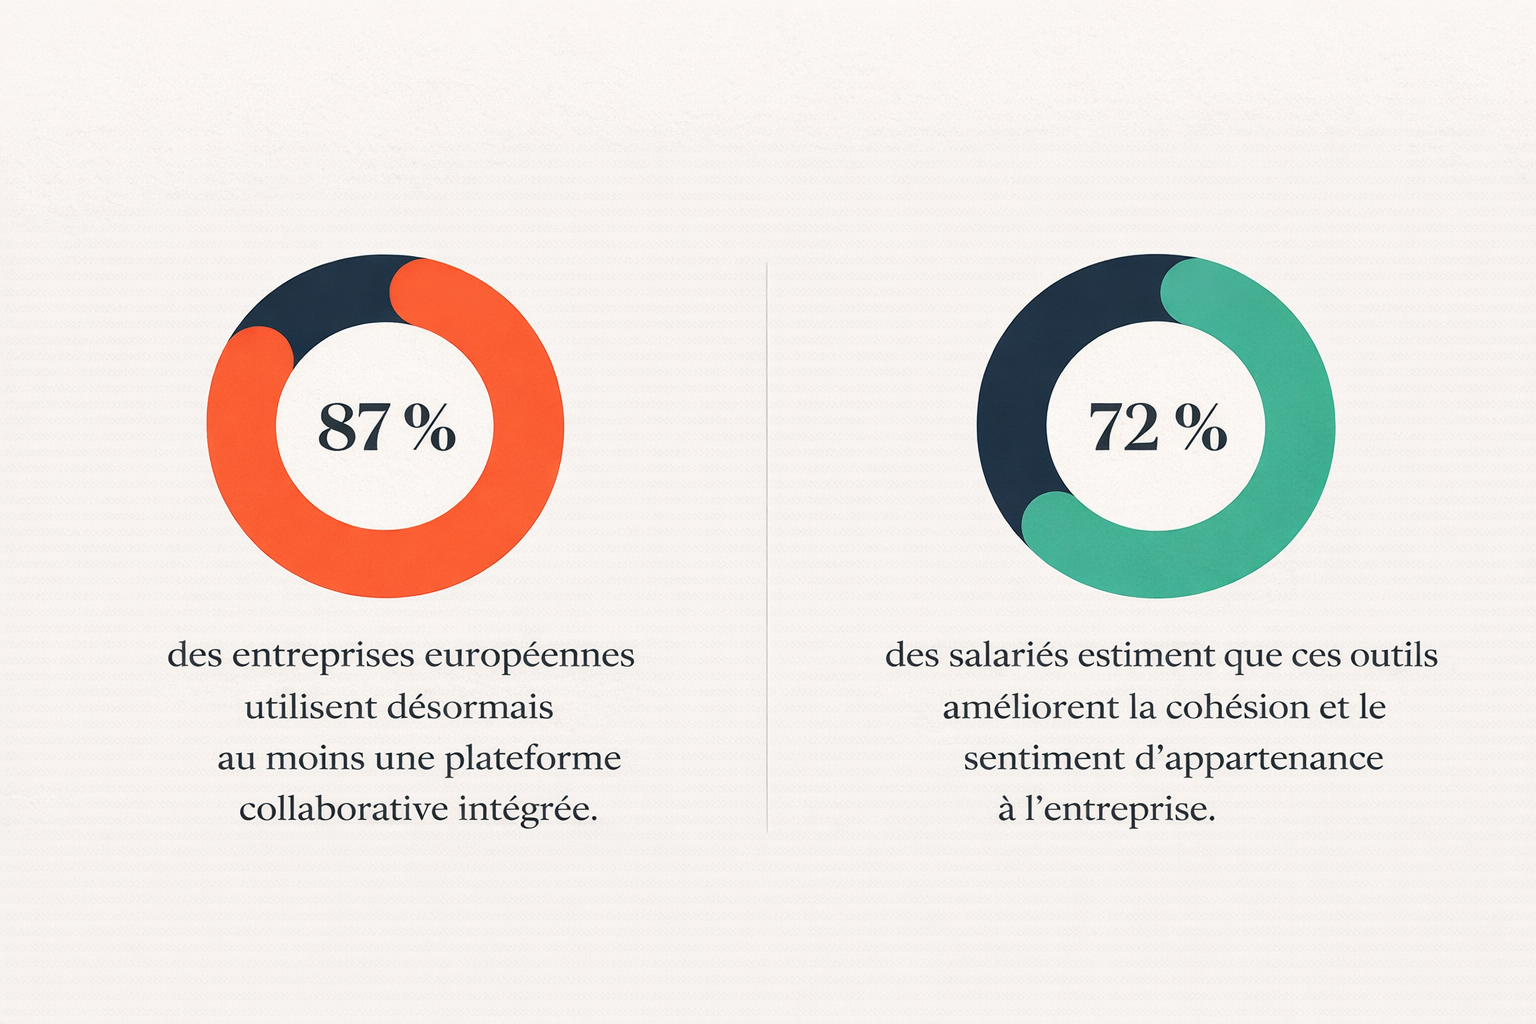 87 %
des entreprises européennes
utilisent désormais
au moins une plateforme
collaborative intégrée.
72 %
des salariés estiment que ces outils
améliorent la cohésion et le
sentiment d’appartenance
à l’entreprise.